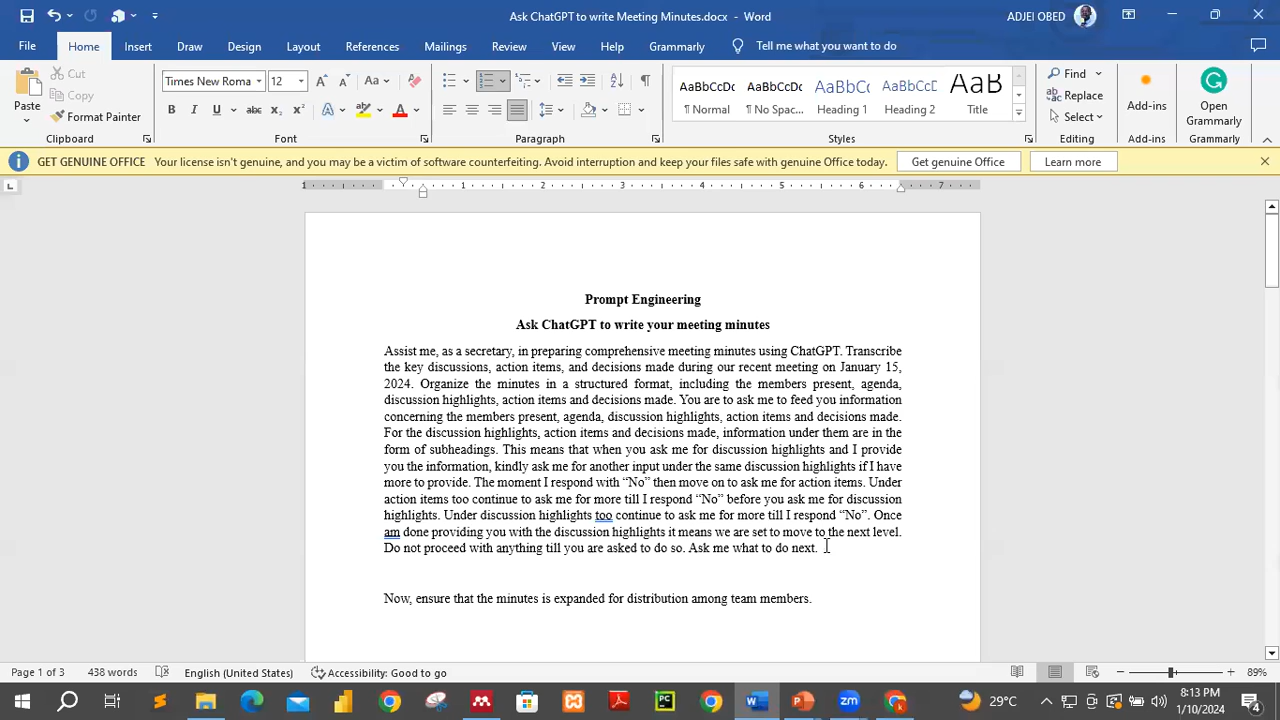 Ask ChatGPT to write Meeting Minutes.docx - Word
ADJEI OBED
File Home Insert Draw Design Layout References Mailings Review View Help Grammarly Tell me what you want to do
Paste
Cut
Copy
Format Painter
Clipboard
Times New Roma 12
Aa
B I U abc x₂ x² A A
Font
Paragraph
AaBbCcDc AaBbCcDc AaBbCc AaBbCcD AaB
¶ Normal ¶ No Spac... Heading 1 Heading 2 Title
Styles
Find
Replace
Select
Editing
Add-ins
Add-ins
Open
Grammarly
Grammarly
GET GENUINE OFFICE Your license isn't genuine, and you may be a victim of software counterfeiting. Avoid interruption and keep your files safe with genuine Office today. Get genuine Office Learn more
1 1 2 3 4 5 6 7
Prompt Engineering
Ask ChatGPT to write your meeting minutes
Assist me, as a secretary, in preparing comprehensive meeting minutes using ChatGPT. Transcribe
the key discussions, action items, and decisions made during our recent meeting on January 15,
2024. Organize the minutes in a structured format, including the members present, agenda,
discussion highlights, action items and decisions made. You are to ask me to feed you information
concerning the members present, agenda, discussion highlights, action items and decisions made.
For the discussion highlights, action items and decisions made, information under them are in the
form of subheadings. This means that when you ask me for discussion highlights and I provide
you the information, kindly ask me for another input under the same discussion highlights if I have
more to provide. The moment I respond with “No” then move on to ask me for action items. Under
action items too continue to ask me for more till I respond “No” before you ask me for discussion
highlights. Under discussion highlights too continue to ask me for more till I respond “No”. Once
am done providing you with the discussion highlights it means we are set to move to the next level.
Do not proceed with anything till you are asked to do so. Ask me what to do next.
Now, ensure that the minutes is expanded for distribution among team members.
Page 1 of 3 438 words English (United States) Accessibility: Good to go 89%
29°C
8:13 PM
1/10/2024
4